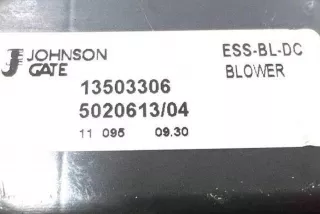 JOHNSON
GATE
ESS-BL-DC
BLOWER
13503306
5020613/04
11 095 09.30